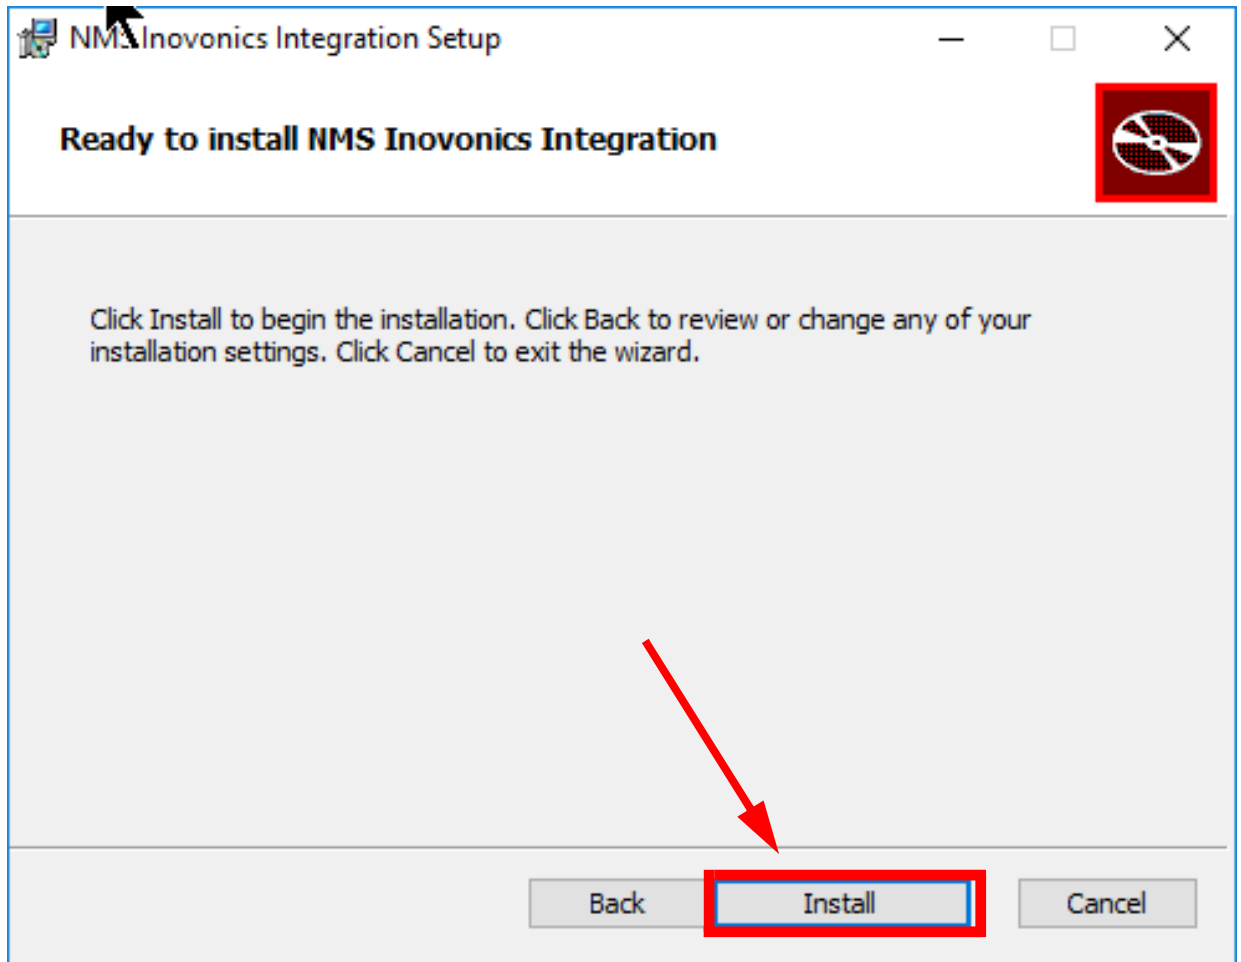 NMS Inovonics Integration Setup
Ready to install NMS Inovonics Integration
Click Install to begin the installation. Click Back to review or change any of your
installation settings. Click Cancel to exit the wizard.
Back Install Cancel